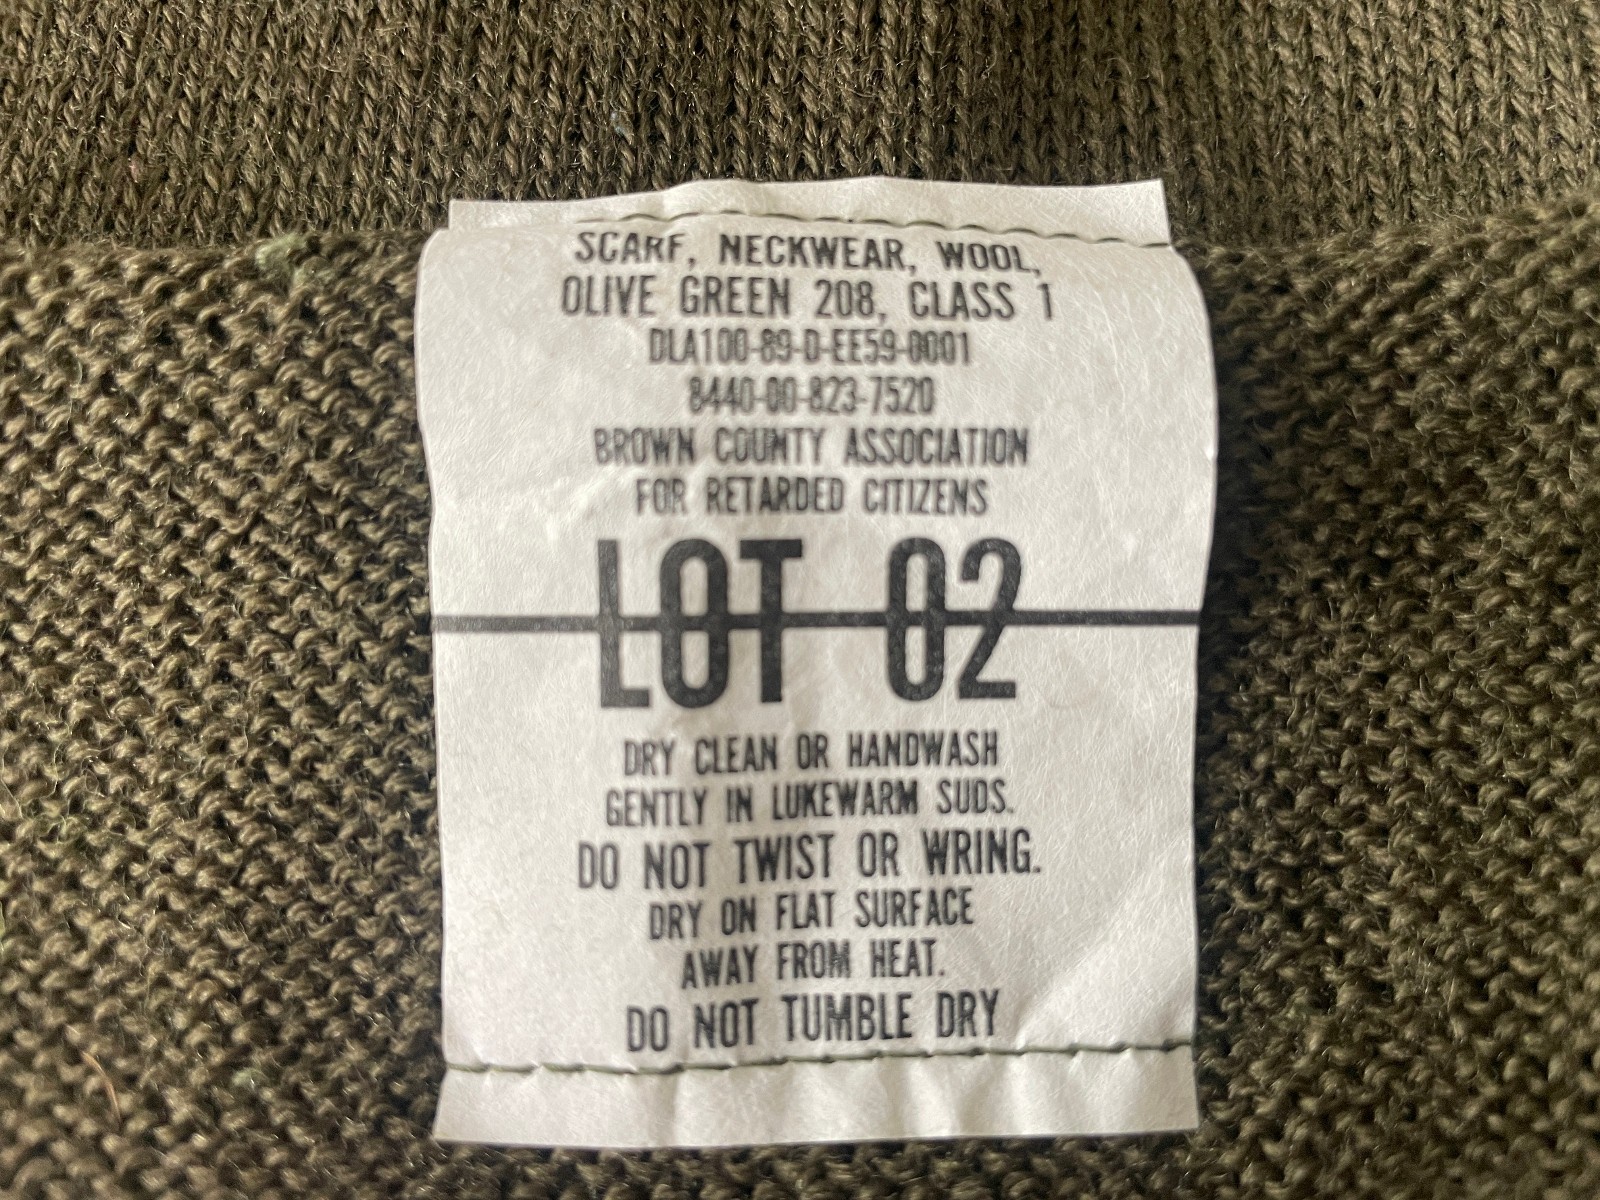 SCARF, NECKWEAR, WOOL,
OLIVE GREEN 208, CLASS 1
DLA100-89-D-EE59-0001
8440-00-823-7520
BROWN COUNTY ASSOCIATION
FOR RETARDED CITIZENS
LOT 02
DRY CLEAN OR HANDWASH
GENTLY IN LUKEWARM SUDS.
DO NOT TWIST OR WRING.
DRY ON FLAT SURFACE
AWAY FROM HEAT.
DO NOT TUMBLE DRY